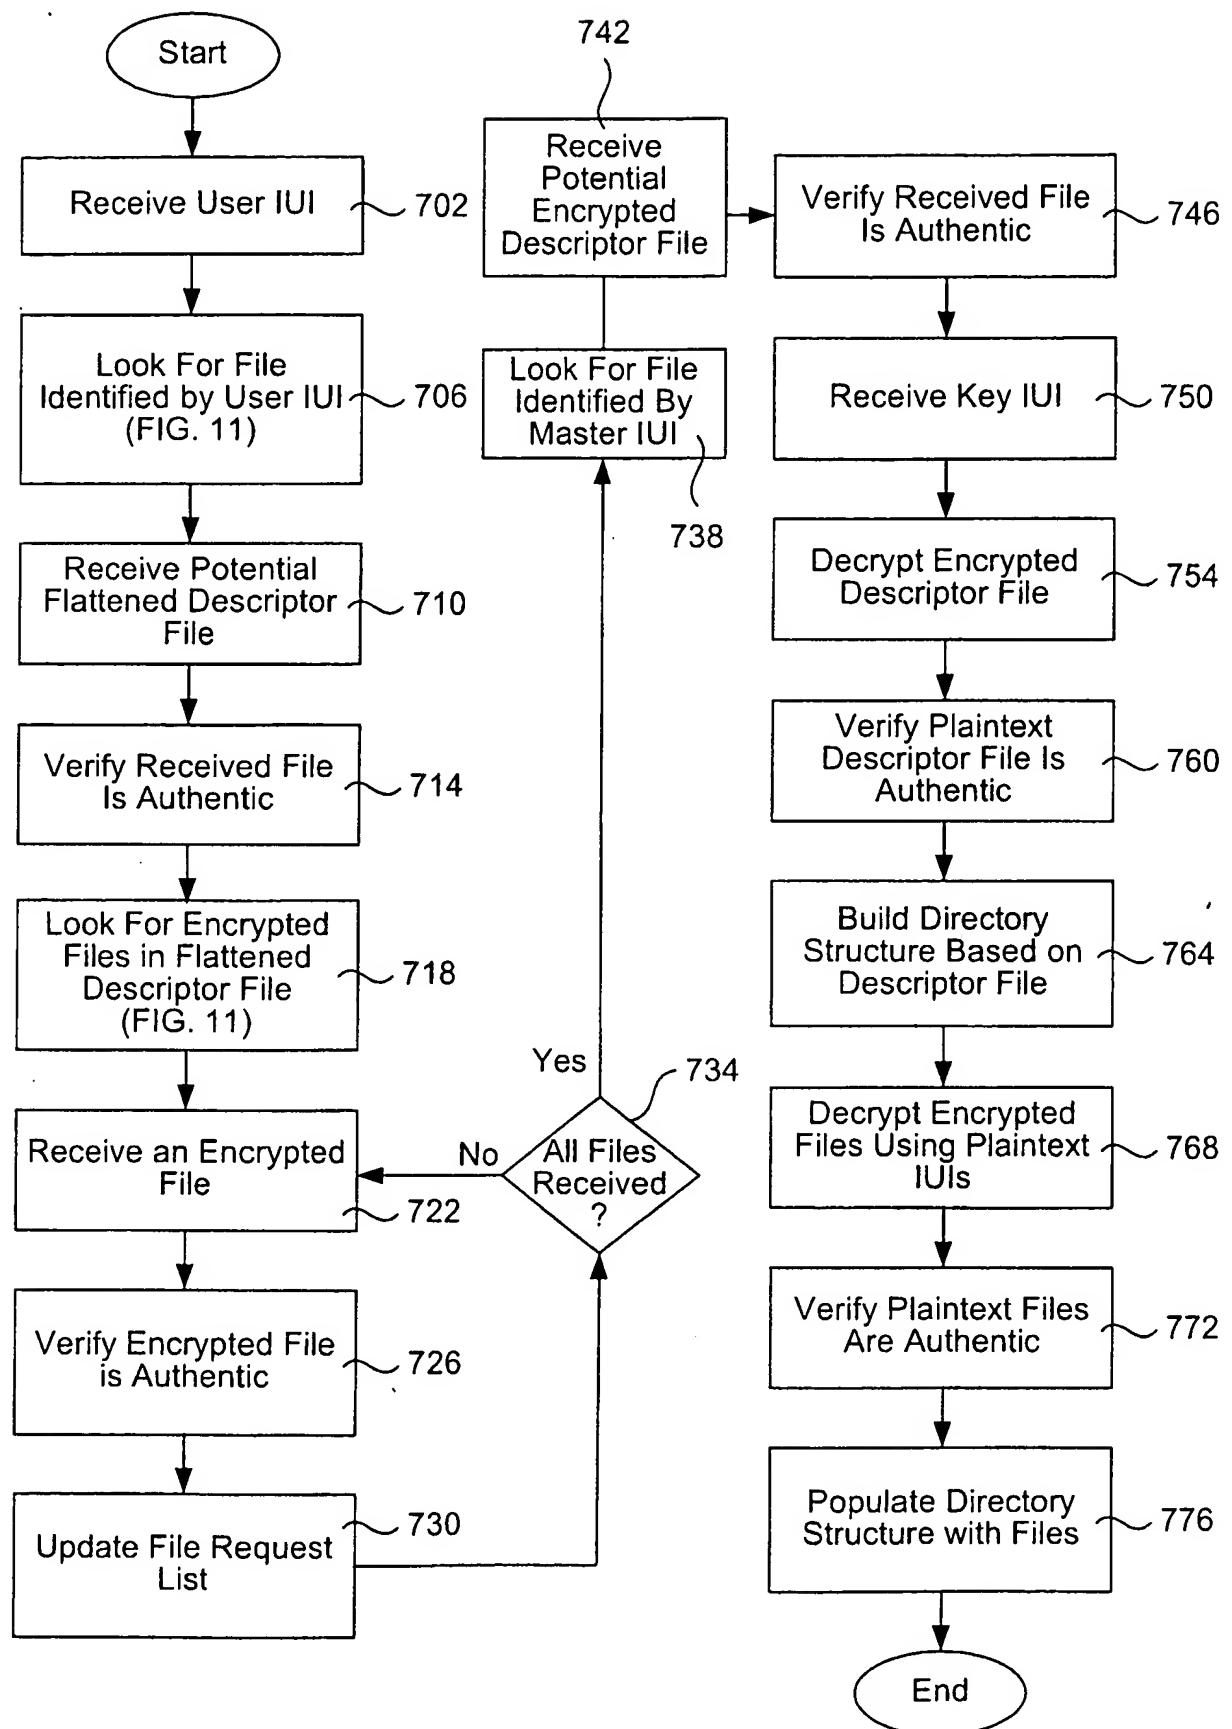 Start
Receive User IUI
702
Look For File
Identified by User IUI
(FIG. 11)
706
Receive Potential
Flattened Descriptor
File
710
Verify Received File
Is Authentic
714
Look For Encrypted
Files in Flattened
Descriptor File
(FIG. 11)
718
Receive an Encrypted
File
722
Verify Encrypted File
is Authentic
726
Update File Request
List
730
All Files
Received
?
734
No
Yes
Look For File
Identified By
Master IUI
738
742
Receive
Potential
Encrypted
Descriptor File
Verify Received File
Is Authentic
746
Receive Key IUI
750
Decrypt Encrypted
Descriptor File
754
Verify Plaintext
Descriptor File Is
Authentic
760
Build Directory
Structure Based on
Descriptor File
764
Decrypt Encrypted
Files Using Plaintext
IUIs
768
Verify Plaintext Files
Are Authentic
772
Populate Directory
Structure with Files
776
End